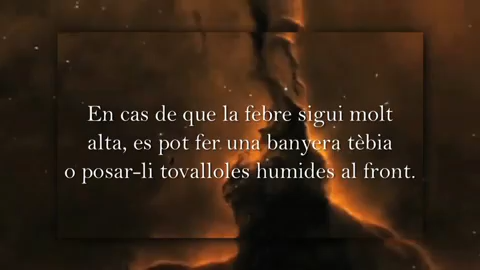 En cas de que la febre sigui molt
alta, es pot fer una banyera tèbia
o posar-li tovalloles humides al front.